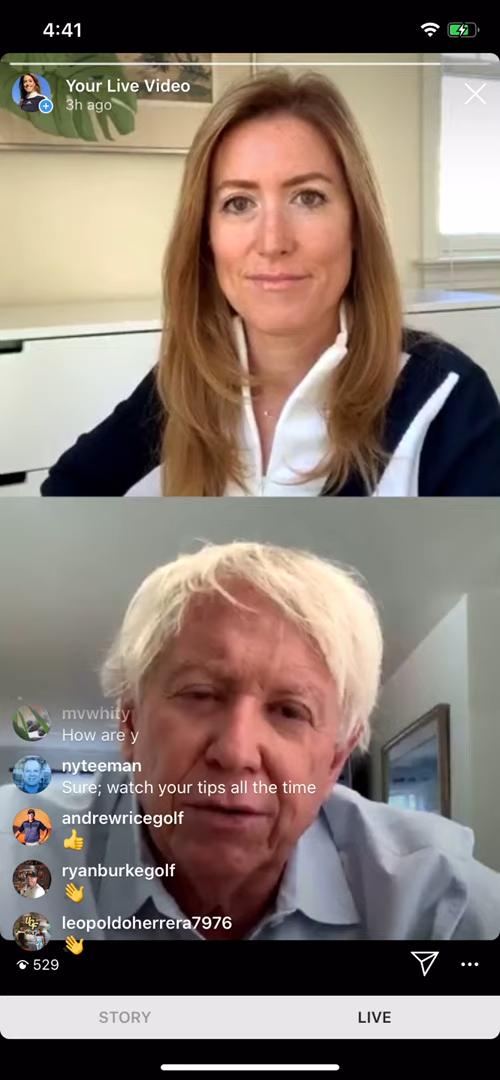 4:41
Your Live Video
3h ago
mvwhity
How are y
nyteeman
Sure; watch your tips all the time
andrewricegolf
👍
ryanburkegolf
👋
leopoldoherrera7976
👋
529
STORY
LIVE